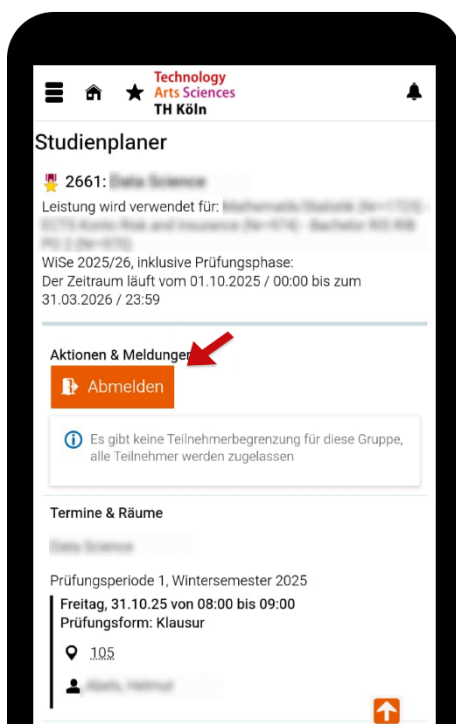 Technology
Arts Sciences
TH Köln
Studienplaner
2661:
Leistung wird verwendet für:
WiSe 2025/26, inklusive Prüfungsphase:
Der Zeitraum läuft vom 01.10.2025 / 00:00 bis zum
31.03.2026 / 23:59
Aktionen & Meldungen
Abmelden
Es gibt keine Teilnehmerbegrenzung für diese Gruppe,
alle Teilnehmer werden zugelassen
Termine & Räume
Prüfungsperiode 1, Wintersemester 2025
Freitag, 31.10.25 von 08:00 bis 09:00
Prüfungsform: Klausur
105